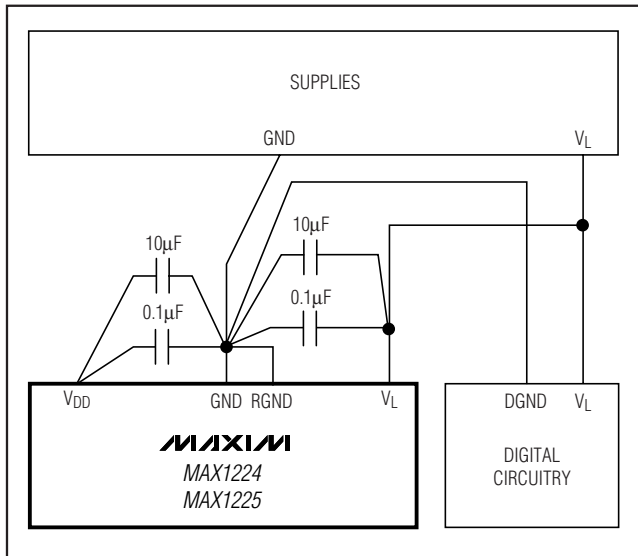 SUPPLIES
GND
VL
10µF
10µF
0.1µF
0.1µF
VDD
GND
RGND
VL
DGND
VL
MAXIM
MAX1224
MAX1225
DIGITAL
CIRCUITRY